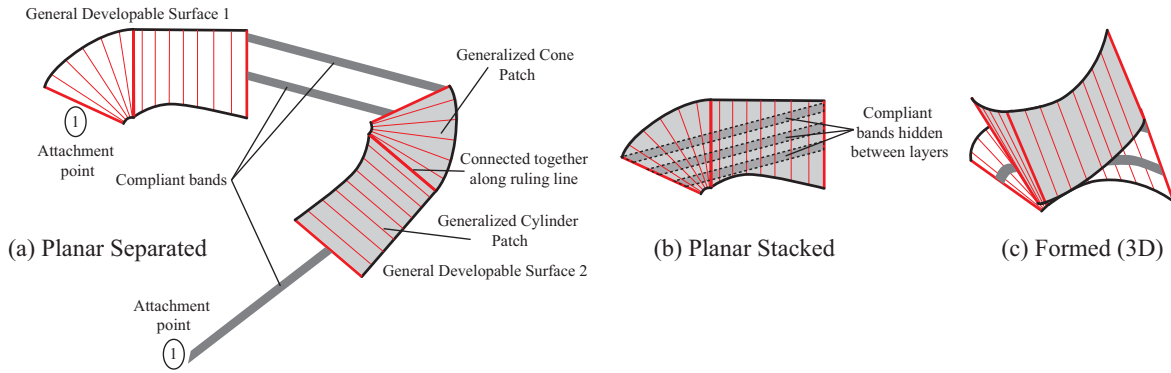 General Developable Surface 1
1
Attachment
point
Compliant bands
(a) Planar Separated
Generalized Cone
Patch
Connected together
along ruling line
Generalized Cylinder
Patch
General Developable Surface 2
Attachment
point
1
Compliant
bands hidden
between layers
(b) Planar Stacked
(c) Formed (3D)